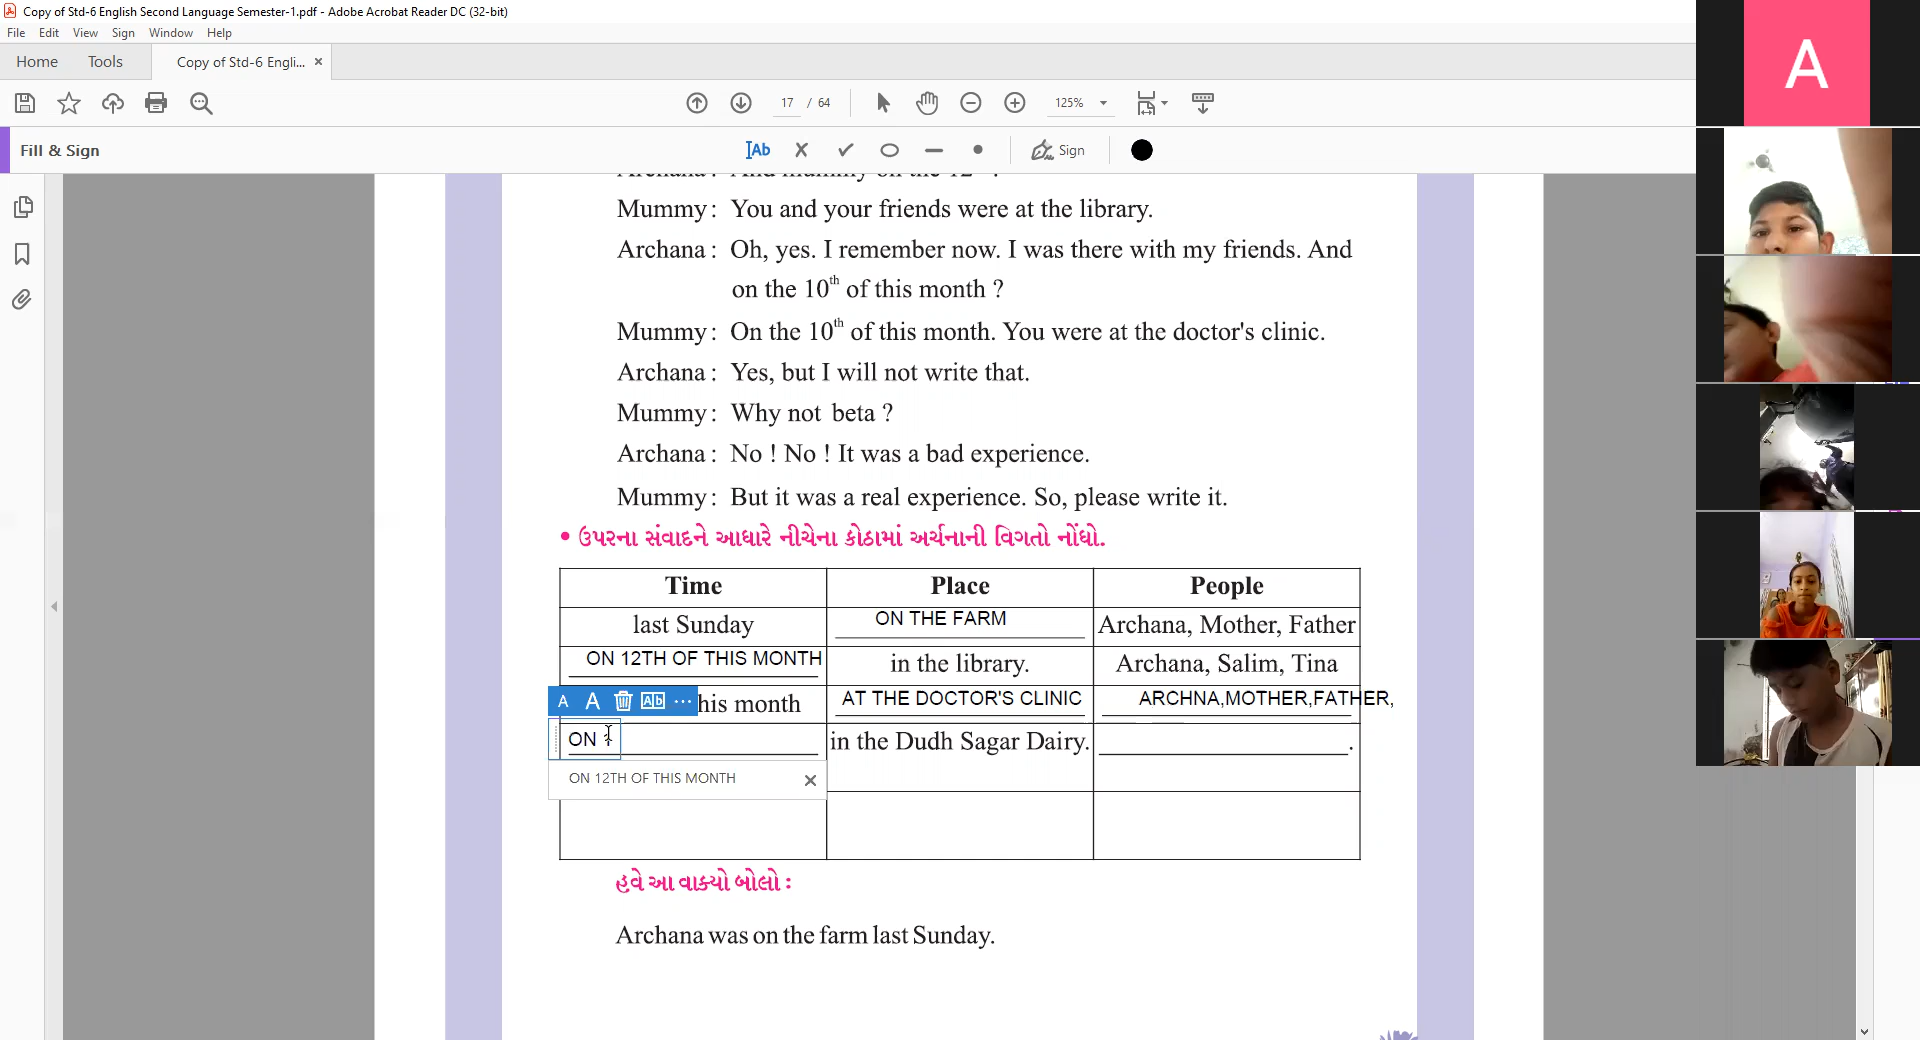 Copy of Std-6 English Second Language Semester-1.pdf - Adobe Acrobat Reader DC (32-bit)
File Edit View Sign Window Help
Home Tools Copy of Std-6 Engli... ×
17 / 64 125%
Fill & Sign
Ab Sign
A
Archana : And mummy on the 12th ?
Mummy : You and your friends were at the library.
Archana : Oh, yes. I remember now. I was there with my friends. And
on the 10th of this month ?
Mummy : On the 10th of this month. You were at the doctor's clinic.
Archana : Yes, but I will not write that.
Mummy : Why not beta ?
Archana : No ! No ! It was a bad experience.
Mummy : But it was a real experience. So, please write it.
• ઉપરના સંવાદને આધારે નીચેના કોઠામાં અર્ચનાની વિગતો નોંધો.
Time Place People
last Sunday ON THE FARM Archana, Mother, Father
ON 12TH OF THIS MONTH in the library. Archana, Salim, Tina
A A Ab ... his month AT THE DOCTOR'S CLINIC ARCHNA,MOTHER,FATHER,
ON in the Dudh Sagar Dairy. .
ON 12TH OF THIS MONTH ×
હવે આ વાક્યો બોલો :
Archana was on the farm last Sunday.